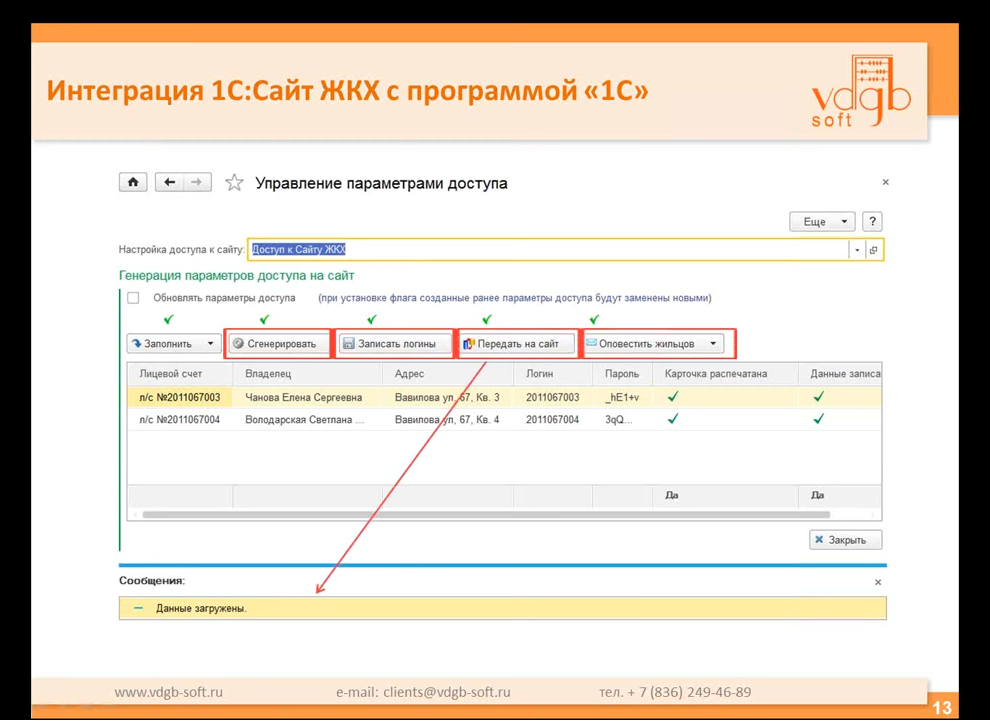 Интеграция 1С:Сайт ЖКХ с программой «1С»
vdgb
soft
Управление параметрами доступа
Еще ?
Настройка доступа к сайту: Доступ к Сайту ЖКХ
Генерация параметров доступа на сайт
Обновлять параметры доступа (при установке флага созданные ранее параметры доступа будут заменены новыми)
Заполнить Сгенерировать Записать логины Передать на сайт Оповестить жильцов
Лицевой счет Владелец Адрес Логин Пароль Карточка распечатана Данные записа
л/с №2011067003 Чанова Елена Сергеевна Вавилова ул, 67, Кв. 3 2011067003 _hE1+v
л/с №2011067004 Володарская Светлана ... Вавилова ул, 67, Кв. 4 2011067004 3qQ...
Да Да
Закрыть
Сообщения:
Данные загружены.
www.vdgb-soft.ru e-mail: clients@vdgb-soft.ru тел. + 7 (836) 249-46-89
13